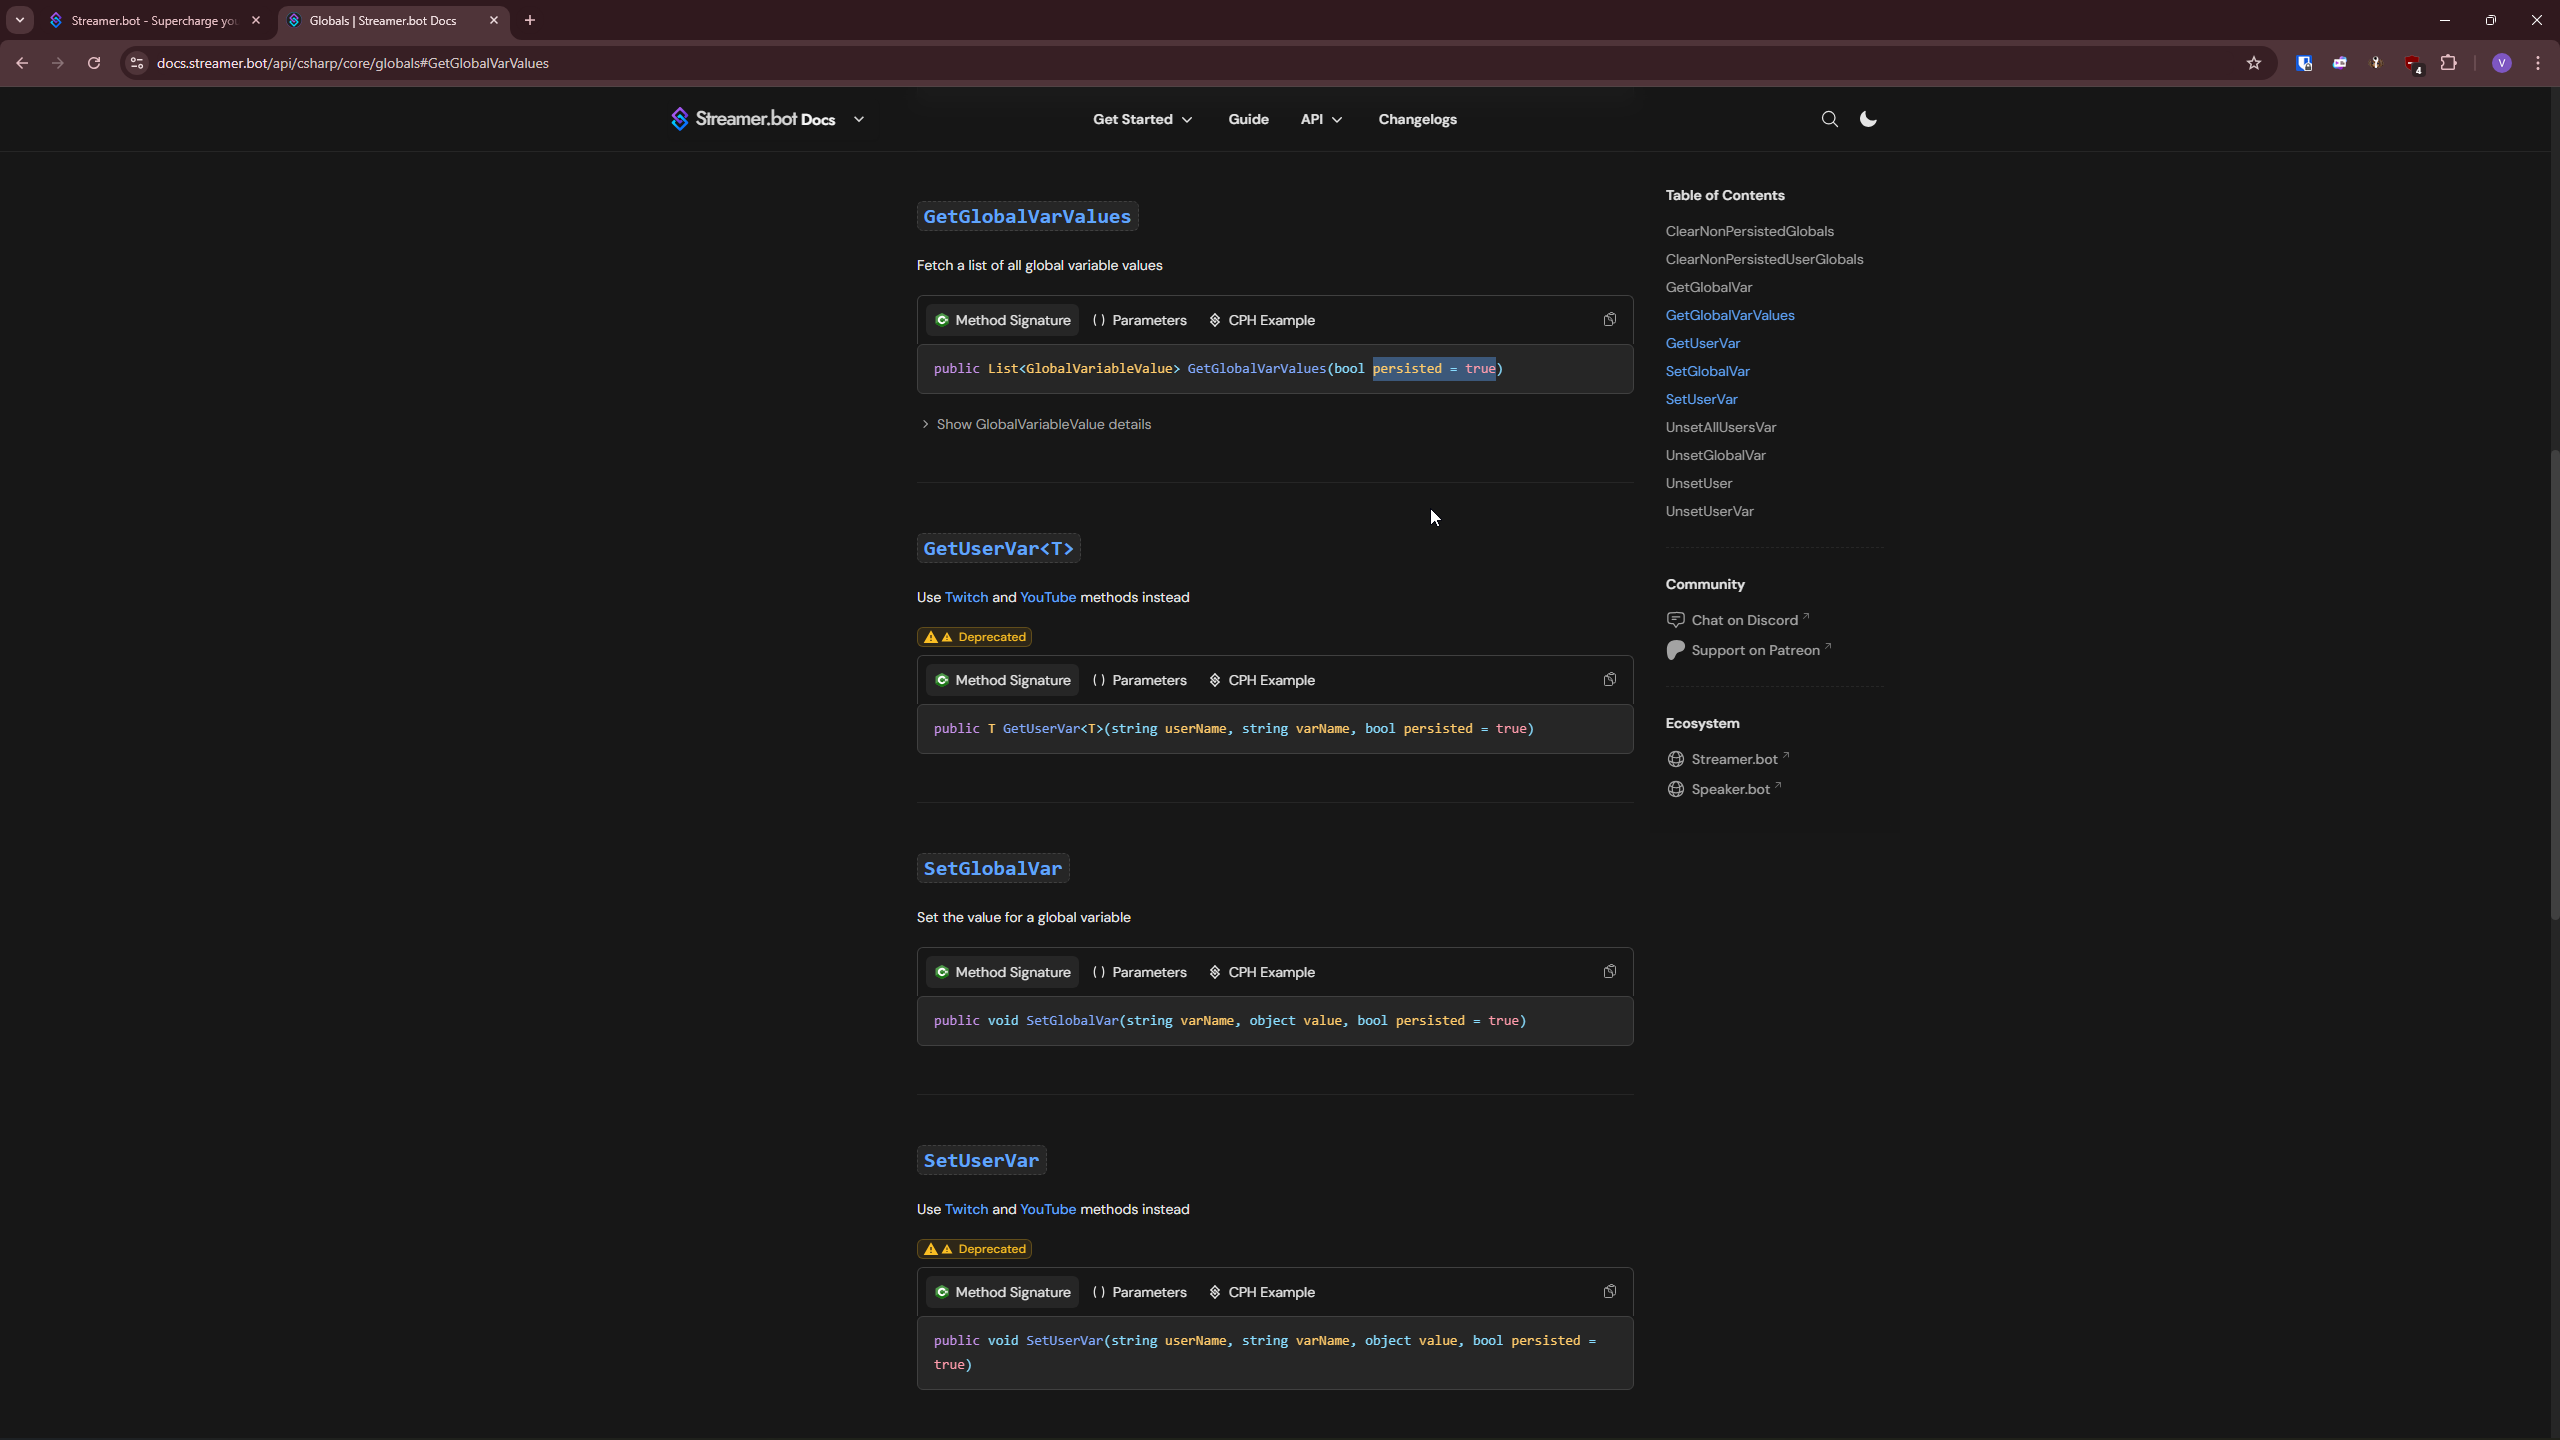 Streamer.bot - Supercharge yo
Globals | Streamer.bot Docs
docs.streamer.bot/api/csharp/core/globals#GetGlobalVarValues
4
V
Streamer.bot Docs
Get Started
Guide
API
Changelogs
GetGlobalVarValues
Fetch a list of all global variable values
Method Signature
() Parameters
CPH Example
public List<GlobalVariableValue> GetGlobalVarValues(bool persisted = true)
Show GlobalVariableValue details
GetUserVar<T>
Use Twitch and YouTube methods instead
Deprecated
Method Signature
() Parameters
CPH Example
public T GetUserVar<T>(string userName, string varName, bool persisted = true)
SetGlobalVar
Set the value for a global variable
Method Signature
() Parameters
CPH Example
public void SetGlobalVar(string varName, object value, bool persisted = true)
SetUserVar
Use Twitch and YouTube methods instead
Deprecated
Method Signature
() Parameters
CPH Example
public void SetUserVar(string userName, string varName, object value, bool persisted =
true)
Table of Contents
ClearNonPersistedGlobals
ClearNonPersistedUserGlobals
GetGlobalVar
GetGlobalVarValues
GetUserVar
SetGlobalVar
SetUserVar
UnsetAllUsersVar
UnsetGlobalVar
UnsetUser
UnsetUserVar
Community
Chat on Discord
Support on Patreon
Ecosystem
Streamer.bot
Speaker.bot